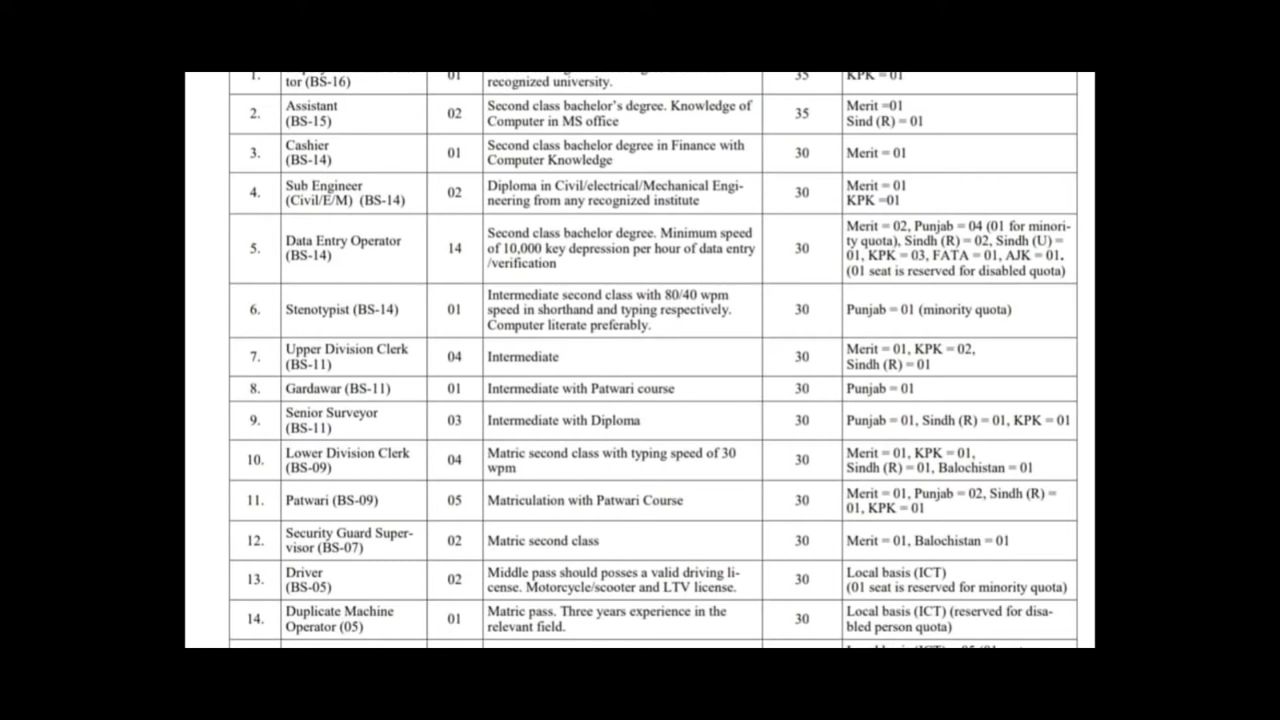 1.
tor (BS-16)
01
recognized university.
35
KPK = 01
2.
Assistant
(BS-15)
02
Second class bachelor's degree. Knowledge of
Computer in MS office
35
Merit =01
Sind (R) = 01
3.
Cashier
(BS-14)
01
Second class bachelor degree in Finance with
Computer Knowledge
30
Merit = 01
4.
Sub Engineer
(Civil/E/M) (BS-14)
02
Diploma in Civil/electrical/Mechanical Engi-
neering from any recognized institute
30
Merit = 01
KPK =01
5.
Data Entry Operator
(BS-14)
14
Second class bachelor degree. Minimum speed
of 10,000 key depression per hour of data entry
/verification
30
Merit = 02, Punjab = 04 (01 for minori-
ty quota), Sindh (R) = 02, Sindh (U) =
01, KPK = 03, FATA = 01, AJK = 01.
(01 seat is reserved for disabled quota)
6.
Stenotypist (BS-14)
01
Intermediate second class with 80/40 wpm
speed in shorthand and typing respectively.
Computer literate preferably.
30
Punjab = 01 (minority quota)
7.
Upper Division Clerk
(BS-11)
04
Intermediate
30
Merit = 01, KPK = 02,
Sindh (R) = 01
8.
Gardawar (BS-11)
01
Intermediate with Patwari course
30
Punjab = 01
9.
Senior Surveyor
(BS-11)
03
Intermediate with Diploma
30
Punjab = 01, Sindh (R) = 01, KPK = 01
10.
Lower Division Clerk
(BS-09)
04
Matric second class with typing speed of 30
wpm
30
Merit = 01, KPK = 01,
Sindh (R) = 01, Balochistan = 01
11.
Patwari (BS-09)
05
Matriculation with Patwari Course
30
Merit = 01, Punjab = 02, Sindh (R) =
01, KPK = 01
12.
Security Guard Super-
visor (BS-07)
02
Matric second class
30
Merit = 01, Balochistan = 01
13.
Driver
(BS-05)
02
Middle pass should posses a valid driving li-
cense. Motorcycle/scooter and LTV license.
30
Local basis (ICT)
(01 seat is reserved for minority quota)
14.
Duplicate Machine
Operator (05)
01
Matric pass. Three years experience in the
relevant field.
30
Local basis (ICT) (reserved for disa-
bled person quota)